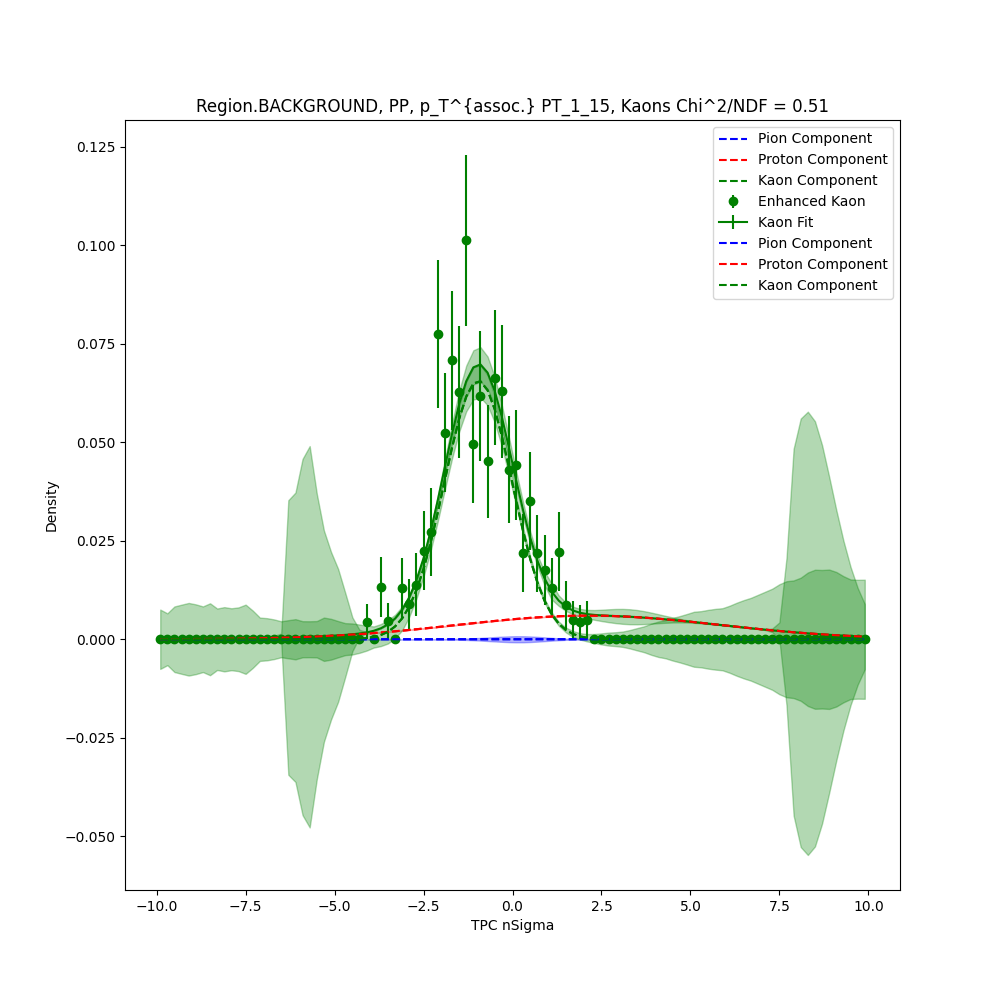 Region.BACKGROUND, PP, p_T^{assoc.} PT_1_15, Kaons Chi^2/NDF = 0.51
Pion Component
Proton Component
Kaon Component
Enhanced Kaon
Kaon Fit
Pion Component
Proton Component
Kaon Component
0.125
0.100
0.075
0.050
0.025
0.000
−0.025
−0.050
Density
−10.0 −7.5 −5.0 −2.5 0.0 2.5 5.0 7.5 10.0
TPC nSigma